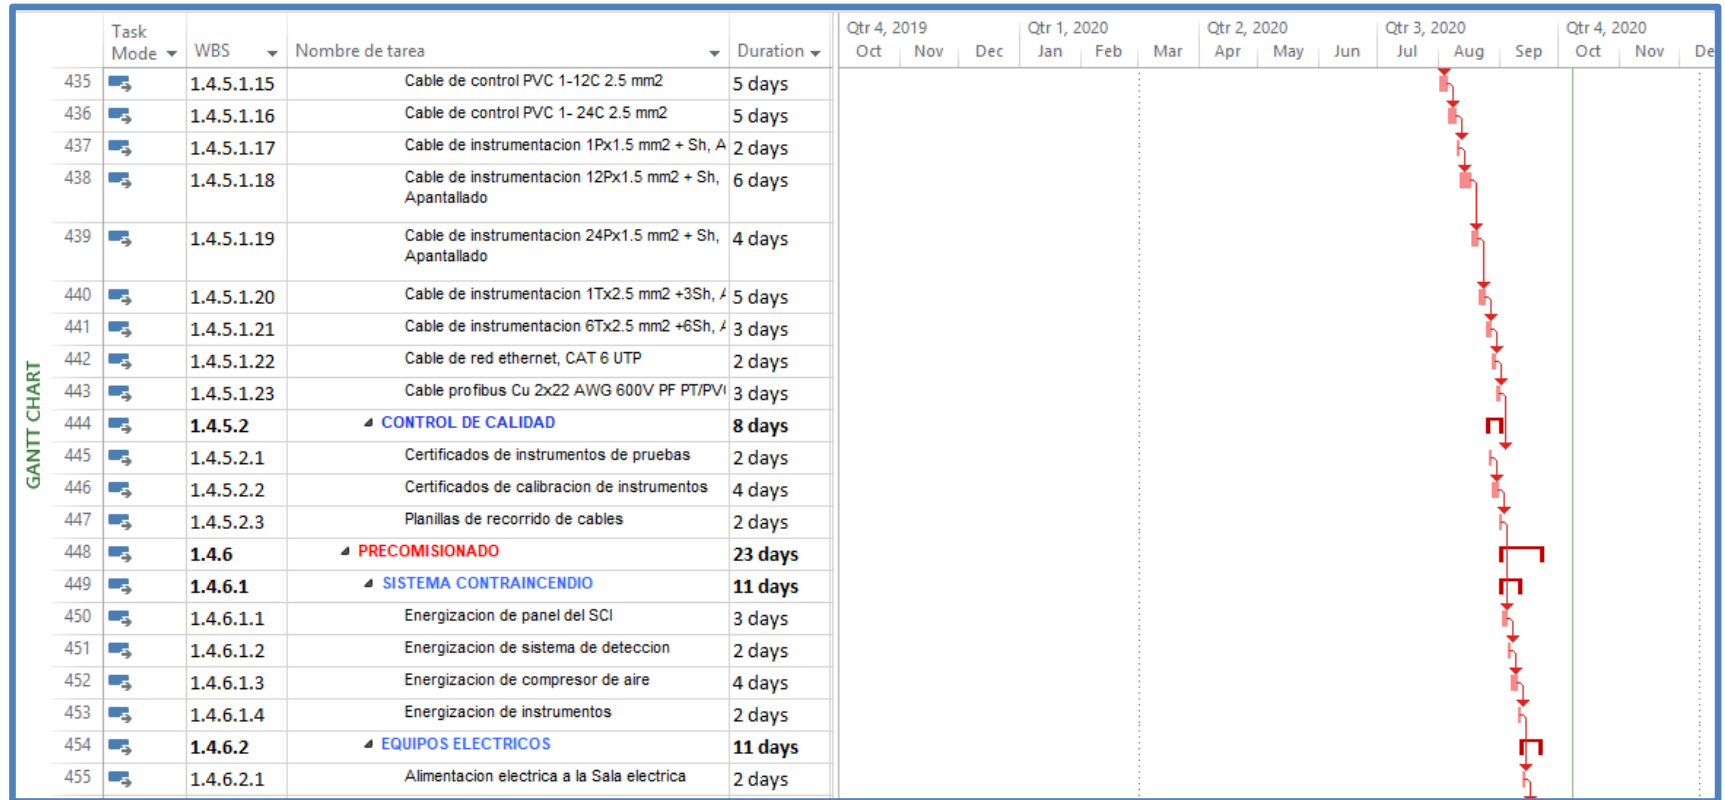 Qtr 4, 2019 Qtr 1, 2020 Qtr 2, 2020 Qtr 3, 2020 Qtr 4, 2020
Task
Mode WBS Nombre de tarea Duration Oct Nov Dec Jan Feb Mar Apr May Jun Jul Aug Sep Oct Nov De
435 1.4.5.1.15 Cable de control PVC 1-12C 2.5 mm2 5 days
436 1.4.5.1.16 Cable de control PVC 1- 24C 2.5 mm2 5 days
437 1.4.5.1.17 Cable de instrumentacion 1Px1.5 mm2 + Sh, A 2 days
438 1.4.5.1.18 Cable de instrumentacion 12Px1.5 mm2 + Sh, 6 days
Apantallado
439 1.4.5.1.19 Cable de instrumentacion 24Px1.5 mm2 + Sh, 4 days
Apantallado
440 1.4.5.1.20 Cable de instrumentacion 1Tx2.5 mm2 +3Sh, 5 days
441 1.4.5.1.21 Cable de instrumentacion 6Tx2.5 mm2 +6Sh, 3 days
442 1.4.5.1.22 Cable de red ethernet, CAT 6 UTP 2 days
443 1.4.5.1.23 Cable profibus Cu 2x22 AWG 600V PF PT/PV 3 days
444 1.4.5.2 CONTROL DE CALIDAD 8 days
445 1.4.5.2.1 Certificados de instrumentos de pruebas 2 days
446 1.4.5.2.2 Certificados de calibracion de instrumentos 4 days
447 1.4.5.2.3 Planillas de recorrido de cables 2 days
448 1.4.6 PRECOMISIONADO 23 days
449 1.4.6.1 SISTEMA CONTRAINCENDIO 11 days
450 1.4.6.1.1 Energizacion de panel del SCI 3 days
451 1.4.6.1.2 Energizacion de sistema de deteccion 2 days
452 1.4.6.1.3 Energizacion de compresor de aire 4 days
453 1.4.6.1.4 Energizacion de instrumentos 2 days
454 1.4.6.2 EQUIPOS ELECTRICOS 11 days
455 1.4.6.2.1 Alimentacion electrica a la Sala electrica 2 days
GANTT CHART